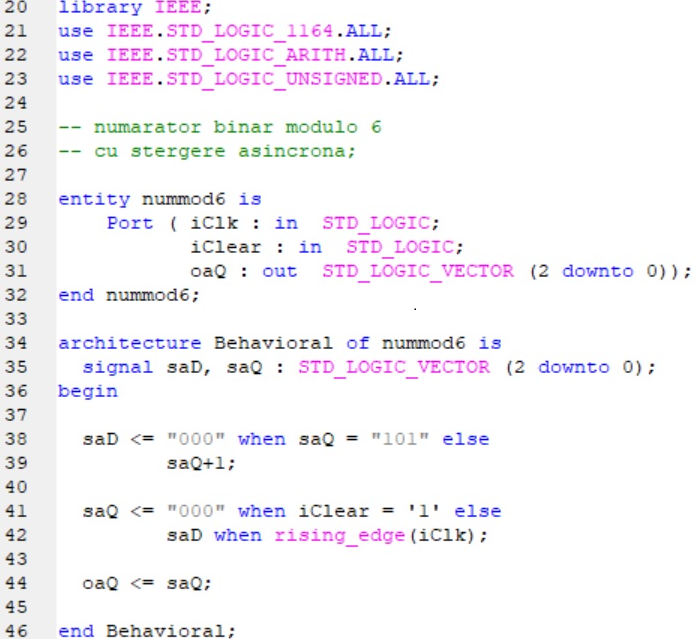 20 library IEEE;
21 use IEEE.STD_LOGIC_1164.ALL;
22 use IEEE.STD_LOGIC_ARITH.ALL;
23 use IEEE.STD_LOGIC_UNSIGNED.ALL;
24
25 -- numarator binar modulo 6
26 -- cu stergere asincrona;
27
28 entity nummod6 is
29     Port ( iClk : in  STD_LOGIC;
30            iClear : in  STD_LOGIC;
31            oaQ : out  STD_LOGIC_VECTOR (2 downto 0));
32 end nummod6;
33
34 architecture Behavioral of nummod6 is
35   signal saD, saQ : STD_LOGIC_VECTOR (2 downto 0);
36 begin
37
38   saD <= "000" when saQ = "101" else
39          saQ+1;
40
41   saQ <= "000" when iClear = '1' else
42          saD when rising_edge(iClk);
43
44   oaQ <= saQ;
45
46 end Behavioral;